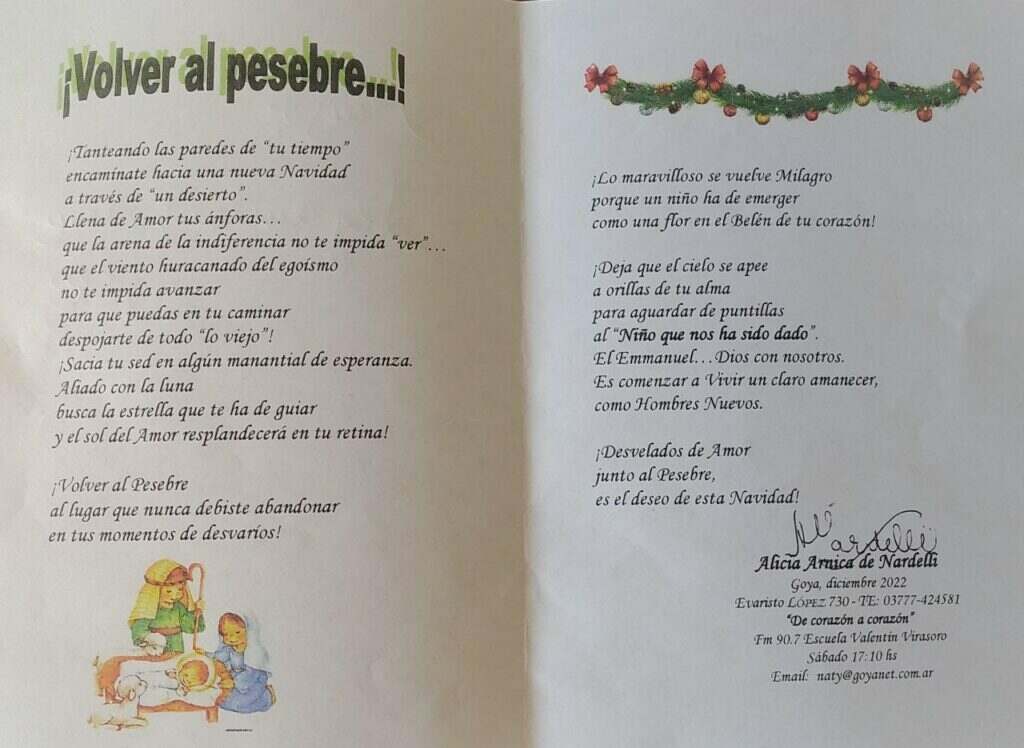 ¡Volver al pesebre...!
¡Tanteando las paredes de “tu tiempo”
encamínate hacia una nueva Navidad
a través de “un desierto”.
Llena de Amor tus ánforas…
que la arena de la indiferencia no te impida “ver”…
que el viento huracanado del egoísmo
no te impida avanzar
para que puedas en tu caminar
despojarte de todo “lo viejo”!
¡Sacia tu sed en algún manantial de esperanza.
Aliado con la luna
busca la estrella que te ha de guiar
y el sol del Amor resplandecerá en tu retina!
¡Volver al Pesebre
al lugar que nunca debiste abandonar
en tus momentos de desvaríos!
¡Lo maravilloso se vuelve Milagro
porque un niño ha de emerger
como una flor en el Belén de tu corazón!
¡Deja que el cielo se apee
a orillas de tu alma
para aguardar de puntillas
al “Niño que nos ha sido dado”.
El Emmanuel…Dios con nosotros.
Es comenzar a Vivir un claro amanecer,
como Hombres Nuevos.
¡Desvelados de Amor
junto al Pesebre,
es el deseo de esta Navidad!
Alicia Arnica de Nardelli
Goya, diciembre 2022
Evaristo LÓPEZ 730 - TE: 03777-424581
“De corazón a corazón”
Fm 90.7 Escuela Valentín Virasoro
Sábado 17:10 hs
Email: naty@goyanet.com.ar